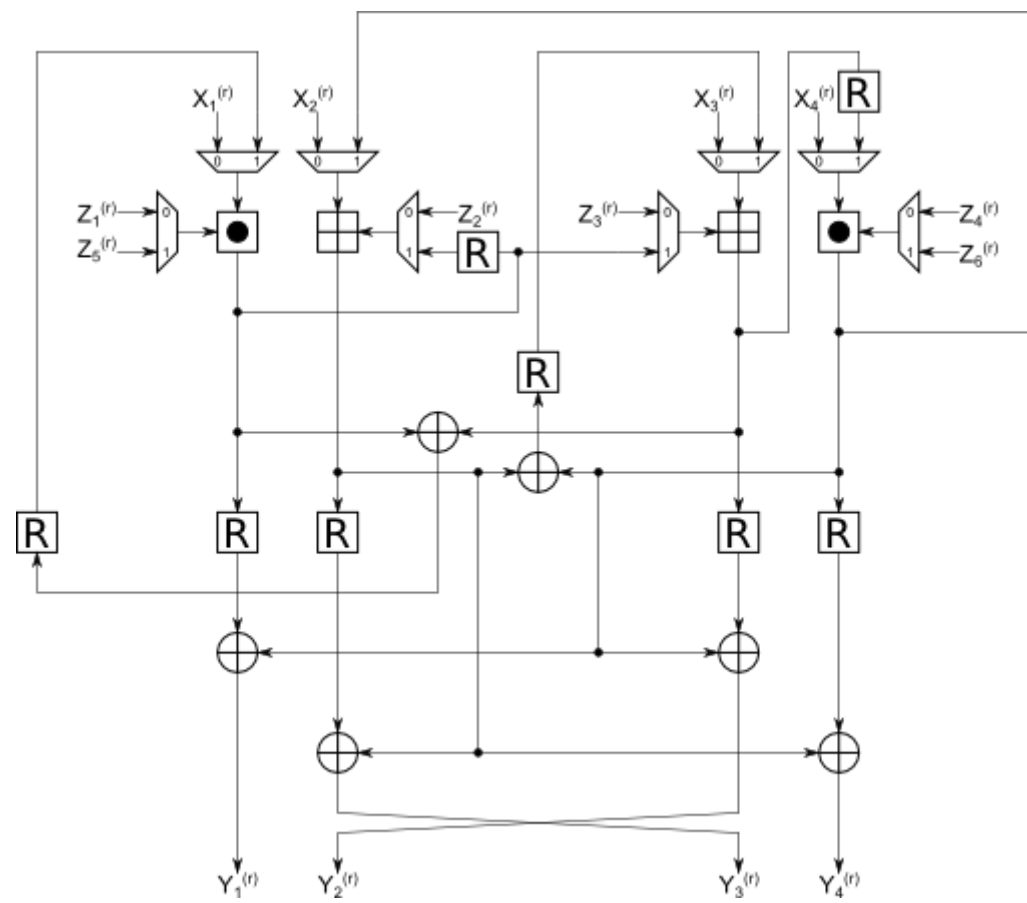 X₁⁽ʳ⁾ X₂⁽ʳ⁾ X₃⁽ʳ⁾ X₄⁽ʳ⁾ R
0 1 0 1 0 1 0 1
Z₁⁽ʳ⁾ 0 0 Z₂⁽ʳ⁾ Z₃⁽ʳ⁾ 0 0 Z₄⁽ʳ⁾
Z₅⁽ʳ⁾ 1 1 R 1 1 Z₆⁽ʳ⁾
R
R R R R R
Y₁⁽ʳ⁾ Y₂⁽ʳ⁾ Y₃⁽ʳ⁾ Y₄⁽ʳ⁾